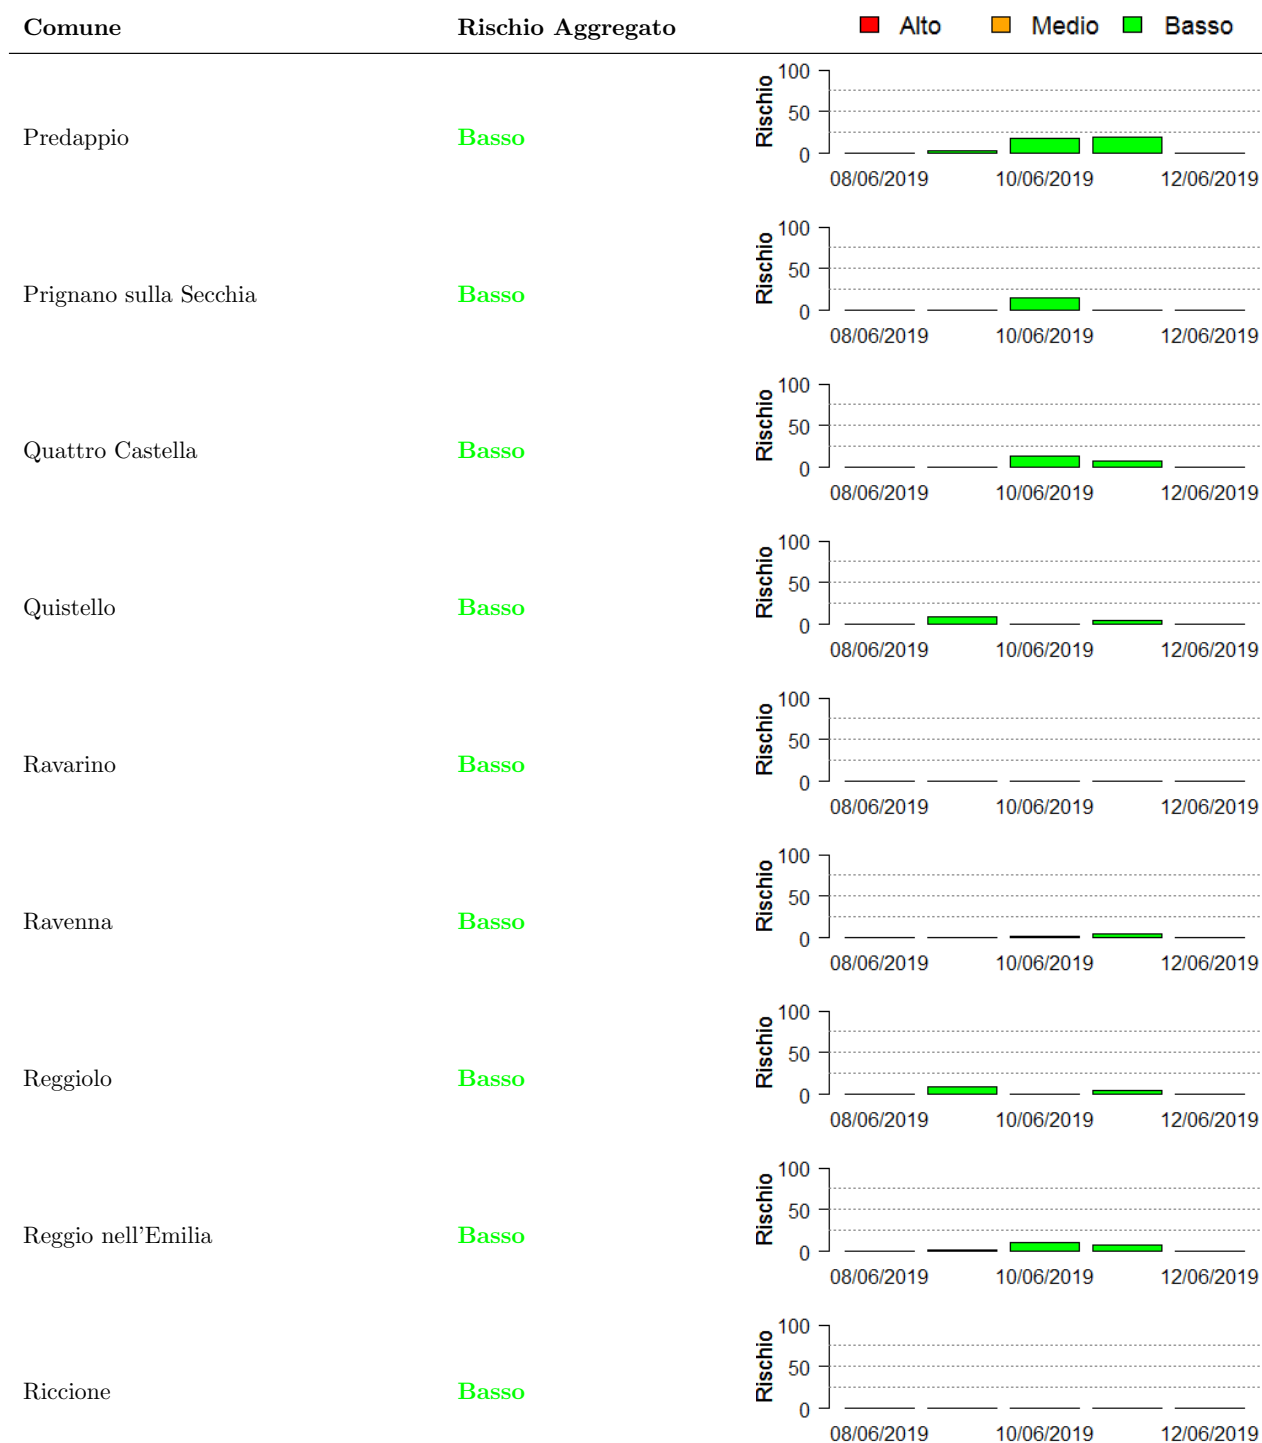 Comune Rischio Aggregato Alto Medio Basso
Predappio Basso Rischio 100 50 0
08/06/2019 10/06/2019 12/06/2019
Prignano sulla Secchia Basso Rischio 100 50 0
08/06/2019 10/06/2019 12/06/2019
Quattro Castella Basso Rischio 100 50 0
08/06/2019 10/06/2019 12/06/2019
Quistello Basso Rischio 100 50 0
08/06/2019 10/06/2019 12/06/2019
Ravarino Basso Rischio 100 50 0
08/06/2019 10/06/2019 12/06/2019
Ravenna Basso Rischio 100 50 0
08/06/2019 10/06/2019 12/06/2019
Reggiolo Basso Rischio 100 50 0
08/06/2019 10/06/2019 12/06/2019
Reggio nell'Emilia Basso Rischio 100 50 0
08/06/2019 10/06/2019 12/06/2019
Riccione Basso Rischio 100 50 0
08/06/2019 10/06/2019 12/06/2019